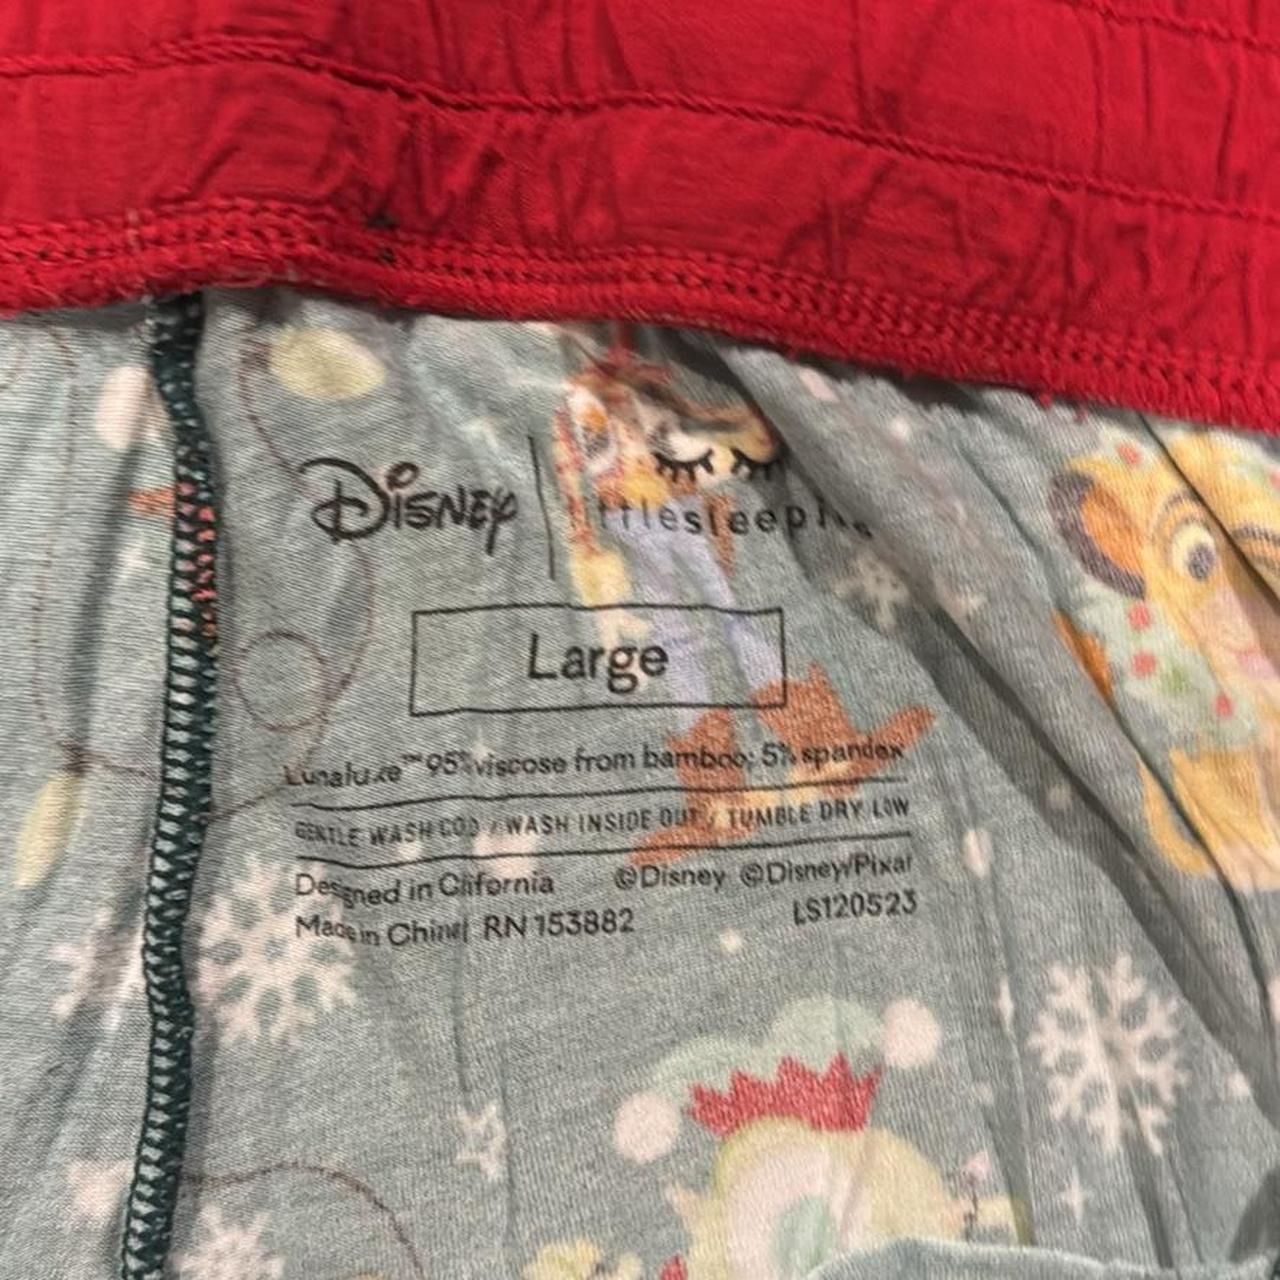 Disney | littlesleepies
Large
Lunaluxe™ 95% viscose from bamboo; 5% spandex
GENTLE WASH COLD / WASH INSIDE OUT / TUMBLE DRY LOW
Designed in California ©Disney ©Disney/Pixar
Made in China RN 153882 LS120523